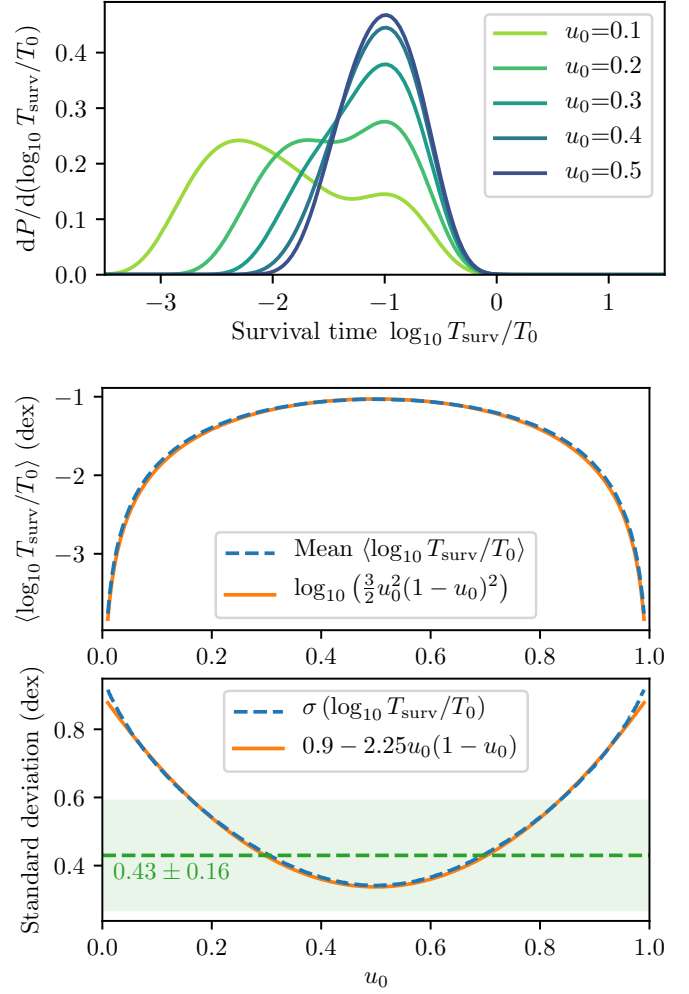 dP/d(log₁₀ T_surv/T₀)
0.4
0.3
0.2
0.1
0.0
u₀=0.1
u₀=0.2
u₀=0.3
u₀=0.4
u₀=0.5
−3 −2 −1 0 1
Survival time log₁₀ T_surv/T₀
⟨log₁₀ T_surv/T₀⟩ (dex)
−1
−2
−3
Mean ⟨log₁₀ T_surv/T₀⟩
log₁₀ (3/2 u₀²(1 − u₀)²)
0.0 0.2 0.4 0.6 0.8 1.0
Standard deviation (dex)
0.8
0.6
0.4
σ (log₁₀ T_surv/T₀)
0.9 − 2.25u₀(1 − u₀)
0.43 ± 0.16
0.0 0.2 0.4 0.6 0.8 1.0
u₀